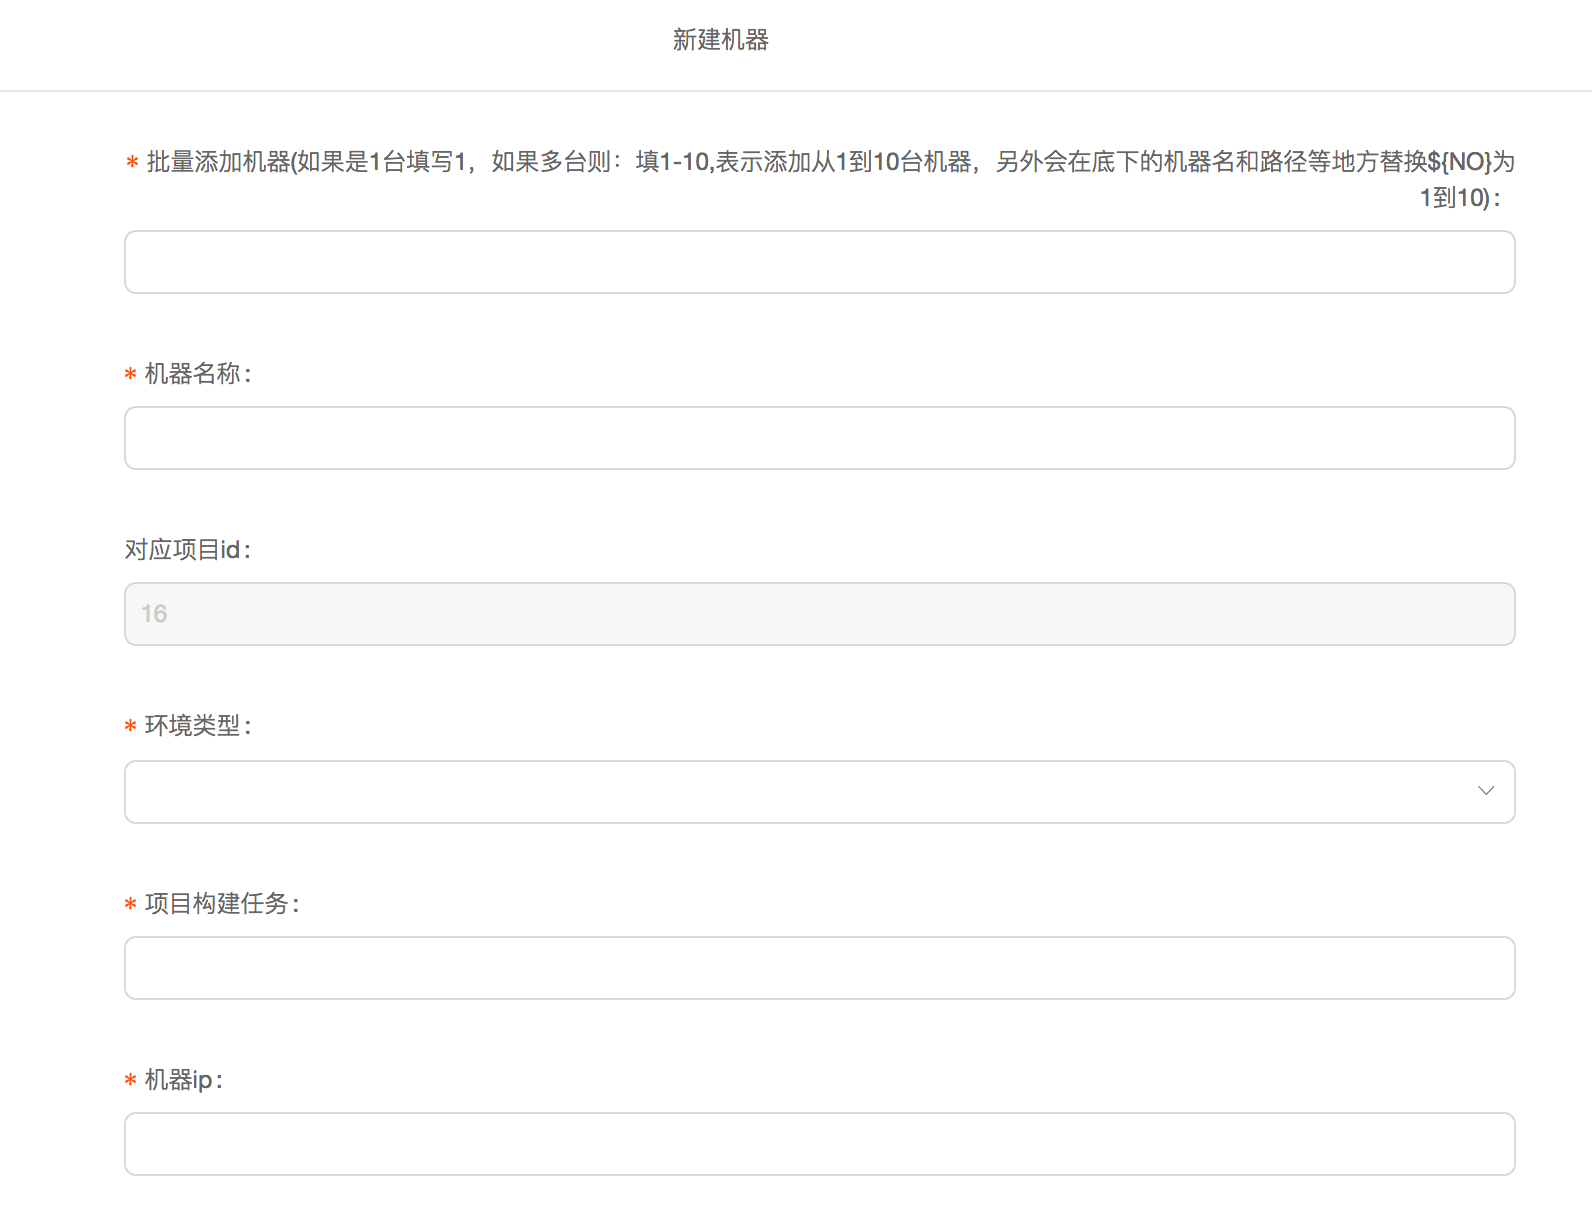 新建机器
* 批量添加机器(如果是1台填写1，如果多台则：填1-10,表示添加从1到10台机器，另外会在底下的机器名和路径等地方替换${NO}为
1到10)：
* 机器名称：
对应项目id：
16
* 环境类型：
* 项目构建任务：
* 机器ip：